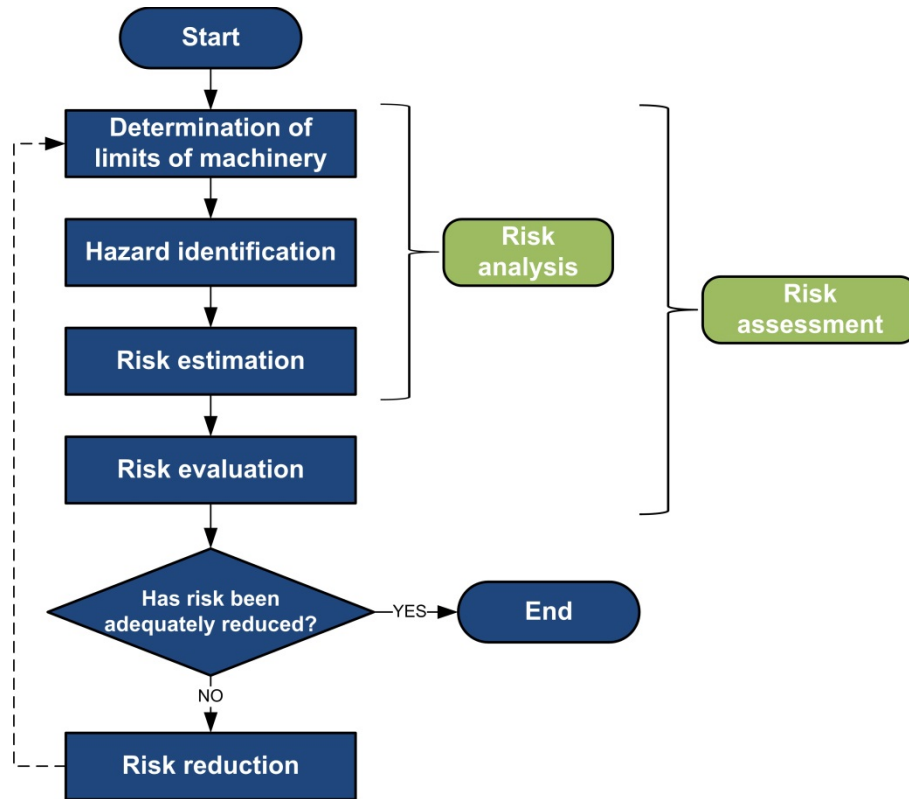 Start
Determination of
limits of machinery
Hazard identification
Risk
analysis
Risk
assessment
Risk estimation
Risk evaluation
Has risk been
adequately reduced?
YES
End
NO
Risk reduction